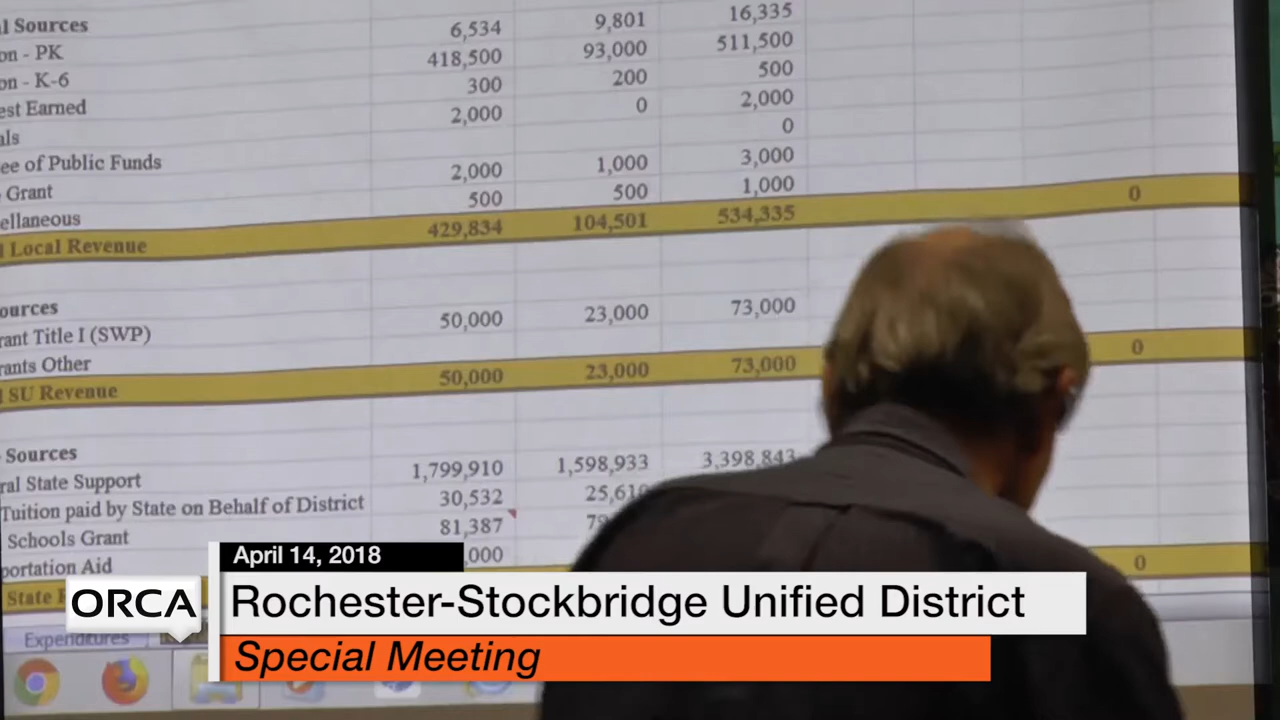 l Sources
on - PK 6,534 9,801 16,335
on - K-6 418,500 93,000 511,500
est Earned 300 200 500
als 2,000 0 2,000
ee of Public Funds 0
Grant 2,000 1,000 3,000
ellaneous 500 500 1,000
l Local Revenue 429,834 104,501 534,335 0
ources
rant Title I (SWP) 50,000 23,000 73,000
rants Other
l SU Revenue 50,000 23,000 73,000 0
Sources
ral State Support 1,799,910 1,598,933 3,398,843
Tuition paid by State on Behalf of District 30,532 25,610
Schools Grant 81,387 79
portation Aid ,000
State 0
Expenditures
April 14, 2018
ORCA
Rochester-Stockbridge Unified District
Special Meeting